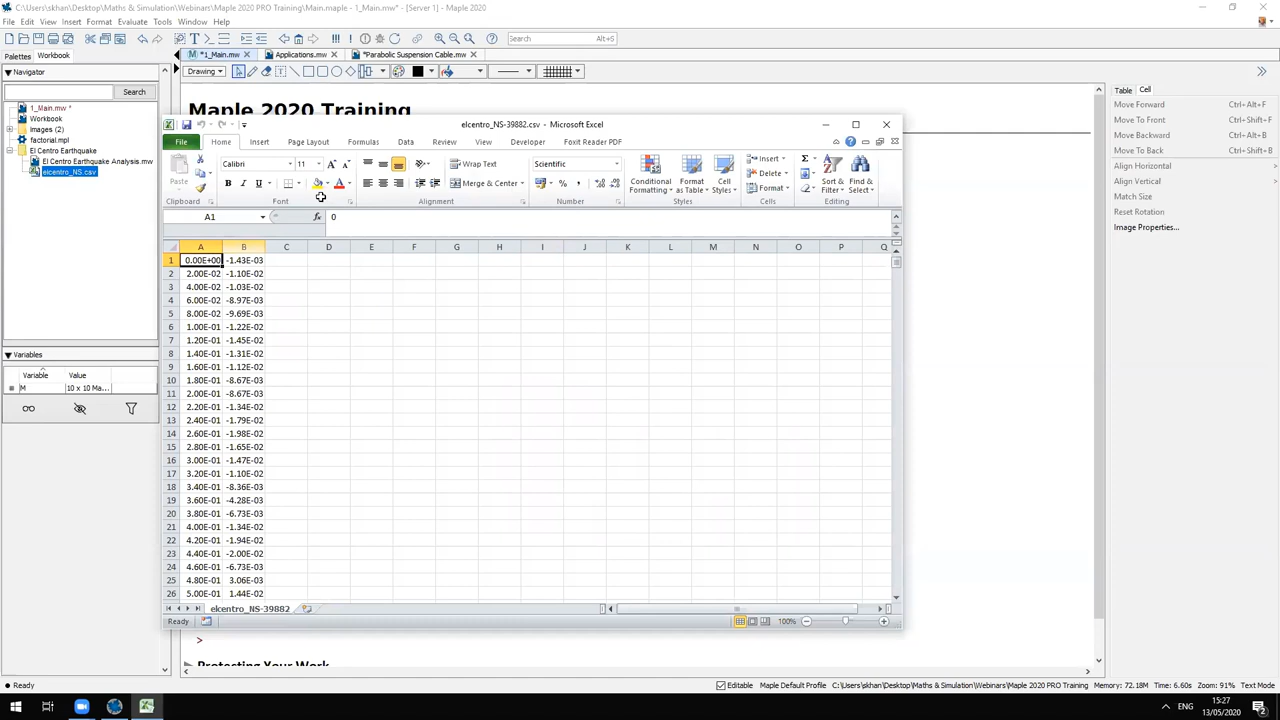 C:\Users\skhan\Desktop\Maths & Simulation\Webinars\Maple 2020 PRO Training\Main.maple - 1_Main.mw* - [Server 1] - Maple 2020
File Edit View Insert Format Evaluate Tools Window Help
Search Alt+S
Palettes Workbook
*1_Main.mw Applications.mw *Parabolic Suspension Cable.mw
Navigator
Drawing
Search
1_Main.mw *
Workbook
Images (2)
factorial.mpl
El Centro Earthquake
El Centro Earthquake Analysis.mw
elcentro_NS.csv
Variables
Variable Value
M 10 x 10 Ma...
Maple 2020 Training
Table Cell
Move Forward Ctrl+Alt+F
Move To Front Ctrl+Shift+F
Move Backward Ctrl+Alt+B
Move To Back Ctrl+Shift+B
Align Horizontal
Align Vertical
Match Size
Reset Rotation
Image Properties...
elcentro_NS-39882.csv - Microsoft Excel
File Home Insert Page Layout Formulas Data Review View Developer Foxit Reader PDF
Paste
Calibri 11
Wrap Text
Scientific
Conditional Formatting
Format as Table
Cell Styles
Insert
Delete
Format
Sort & Filter
Find & Select
B I U
Merge & Center
Clipboard Font Alignment Number Styles Cells Editing
A1 fx 0
A B C D E F G H I J K L M N O P Q
1 0.00E+00 -1.43E-03
2 2.00E-02 -1.10E-02
3 4.00E-02 -1.03E-02
4 6.00E-02 -8.97E-03
5 8.00E-02 -9.69E-03
6 1.00E-01 -1.22E-02
7 1.20E-01 -1.45E-02
8 1.40E-01 -1.31E-02
9 1.60E-01 -1.12E-02
10 1.80E-01 -8.67E-03
11 2.00E-01 -8.67E-03
12 2.20E-01 -1.34E-02
13 2.40E-01 -1.79E-02
14 2.60E-01 -1.98E-02
15 2.80E-01 -1.65E-02
16 3.00E-01 -1.47E-02
17 3.20E-01 -1.10E-02
18 3.40E-01 -8.36E-03
19 3.60E-01 -4.28E-03
20 3.80E-01 -6.73E-03
21 4.00E-01 -1.34E-02
22 4.20E-01 -1.94E-02
23 4.40E-01 -2.00E-02
24 4.60E-01 -6.73E-03
25 4.80E-01 3.06E-03
26 5.00E-01 1.44E-02
elcentro_NS-39882
Ready 100%
>
Protecting Your Work
Ready
Editable Maple Default Profile C:\Users\skhan\Desktop\Maths & Simulation\Webinars\Maple 2020 PRO Training Memory: 72.18M Time: 6.60s Zoom: 91% Text Mode
ENG 15:27
13/05/2020
2